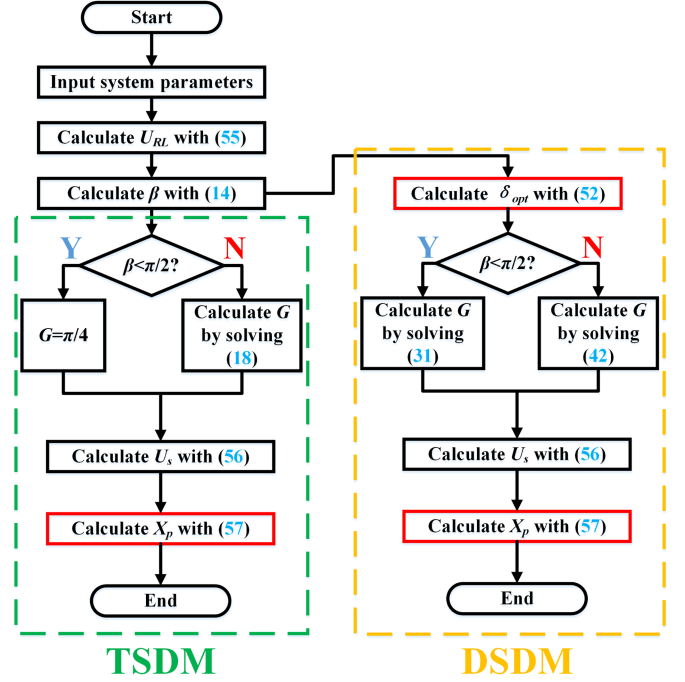 Start
Input system parameters
Calculate U_RL with (55)
Calculate β with (14)
β<π/2?
Y
N
G=π/4
Calculate G
by solving
(18)
Calculate U_s with (56)
Calculate X_p with (57)
End
TSDM
Calculate δ_opt with (52)
β<π/2?
Y
N
Calculate G
by solving
(31)
Calculate G
by solving
(42)
Calculate U_s with (56)
Calculate X_p with (57)
End
DSDM